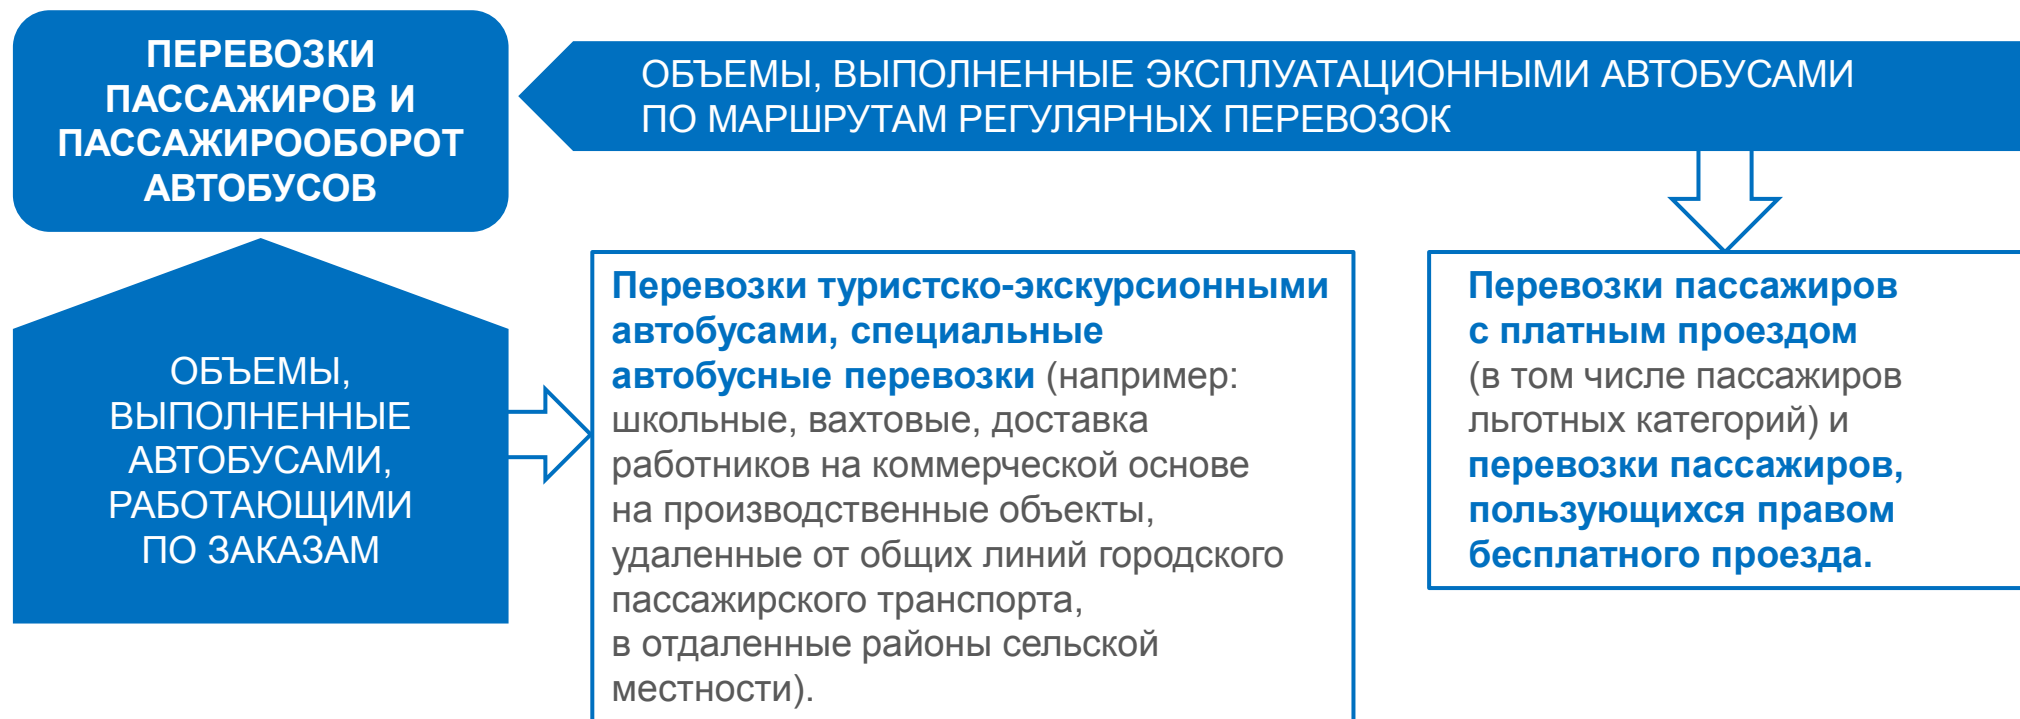 ПЕРЕВОЗКИ
ПАССАЖИРОВ И
ПАССАЖИРООБОРОТ
АВТОБУСОВ
ОБЪЕМЫ, ВЫПОЛНЕННЫЕ ЭКСПЛУАТАЦИОННЫМИ АВТОБУСАМИ
ПО МАРШРУТАМ РЕГУЛЯРНЫХ ПЕРЕВОЗОК
ОБЪЕМЫ,
ВЫПОЛНЕННЫЕ
АВТОБУСАМИ,
РАБОТАЮЩИМИ
ПО ЗАКАЗАМ
Перевозки туристско-экскурсионными
автобусами, специальные
автобусные перевозки (например:
школьные, вахтовые, доставка
работников на коммерческой основе
на производственные объекты,
удаленные от общих линий городского
пассажирского транспорта,
в отдаленные районы сельской
местности).
Перевозки пассажиров
с платным проездом
(в том числе пассажиров
льготных категорий) и
перевозки пассажиров,
пользующихся правом
бесплатного проезда.